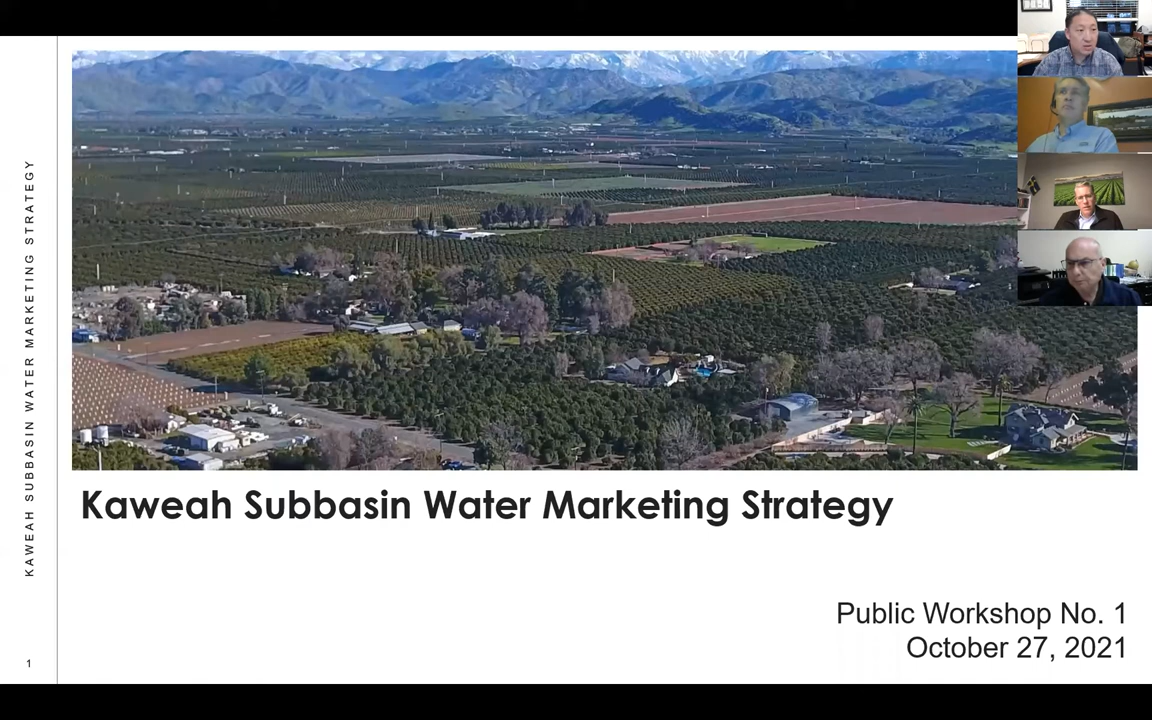 KAWEAH SUBBASIN WATER MARKETING STRATEGY
Kaweah Subbasin Water Marketing Strategy
Public Workshop No. 1
October 27, 2021
1